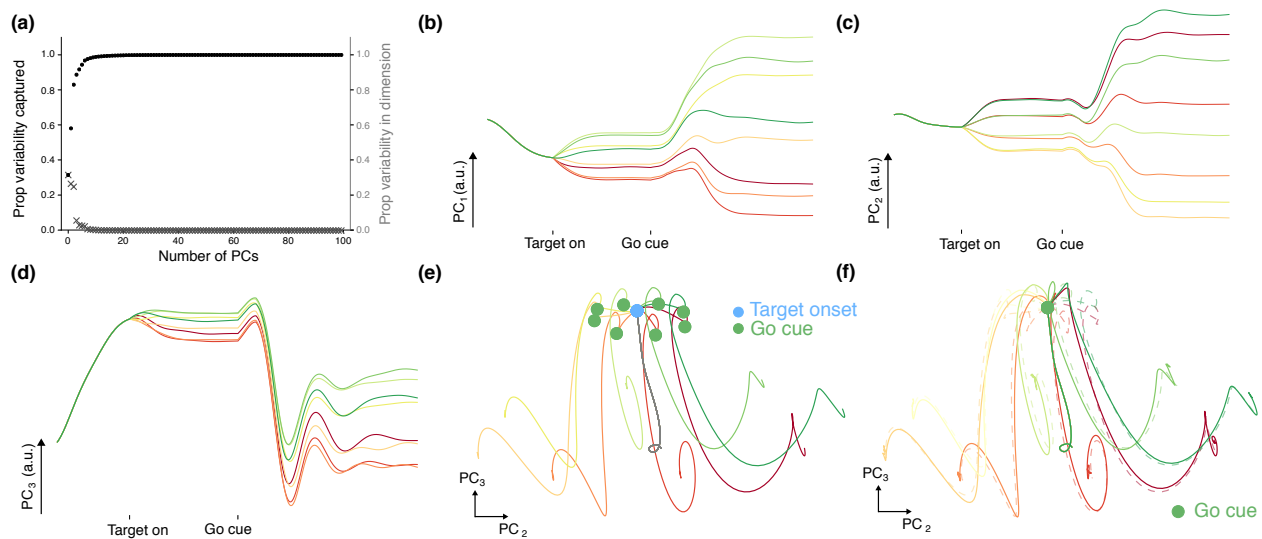 (a)
1.0
0.8
0.6
0.4
0.2
0.0
Prop variability captured
1.0
0.8
0.6
0.4
0.2
0.0
Prop variability in dimension
0
20
40
60
80
100
Number of PCs
(b)
PC1 (a.u.)
Target on
Go cue
(c)
PC2 (a.u.)
Target on
Go cue
(d)
PC3 (a.u.)
Target on
Go cue
(e)
Target onset
Go cue
PC3
PC2
(f)
PC3
PC2
Go cue